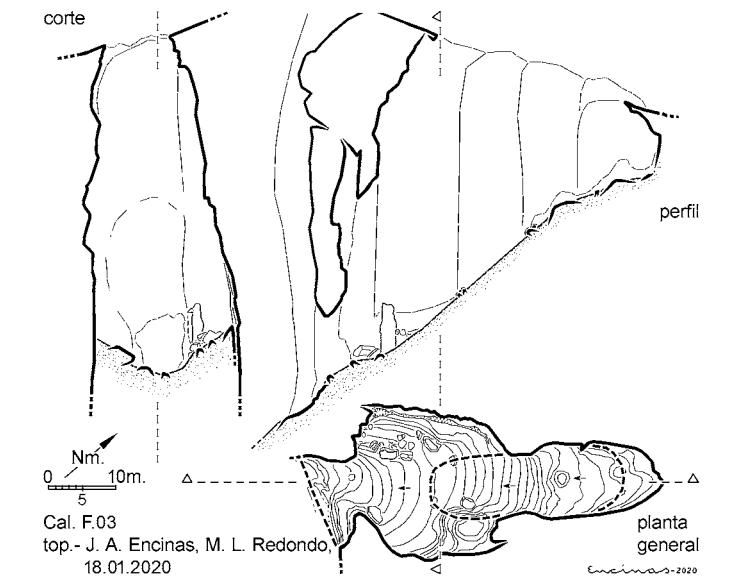 corte
perfil
Nm.
0 10m.
5
Cal. F.03
top.- J. A. Encinas, M. L. Redondo,
18.01.2020
planta
general
Encinas-2020